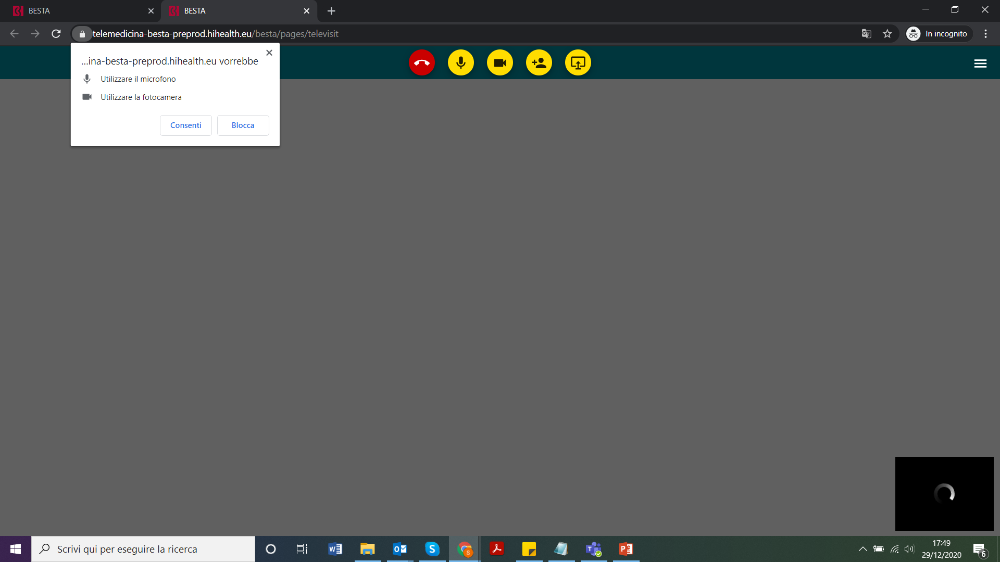 BESTA
BESTA
telemedicina-besta-preprod.hihealth.eu/besta/pages/televisit
In incognito
...ina-besta-preprod.hihealth.eu vorrebbe
Utilizzare il microfono
Utilizzare la fotocamera
Consenti
Blocca
Scrivi qui per eseguire la ricerca
17:49
29/12/2020
6